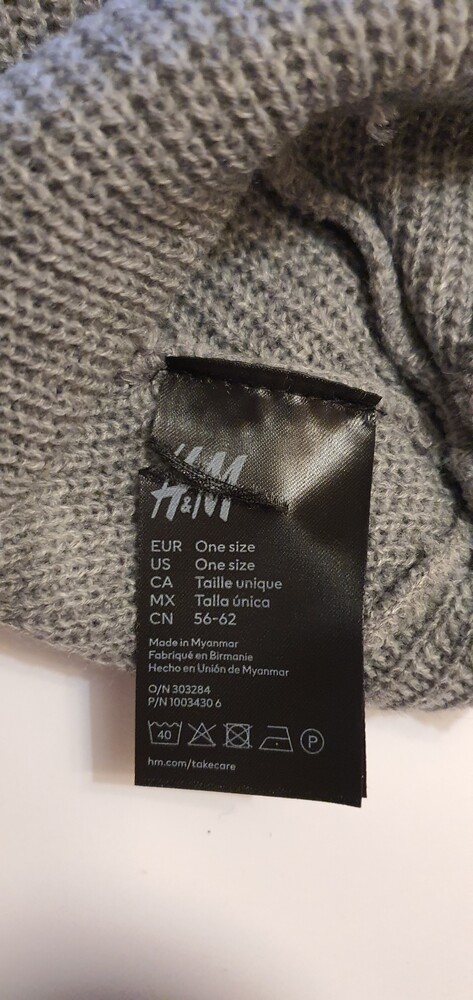 H&M
EUR One size
US One size
CA Taille unique
MX Talla única
CN 56-62
Made in Myanmar
Fabriqué en Birmanie
Hecho en Unión de Myanmar
O/N 303284
P/N 1003430 6
40 P
hm.com/takecare